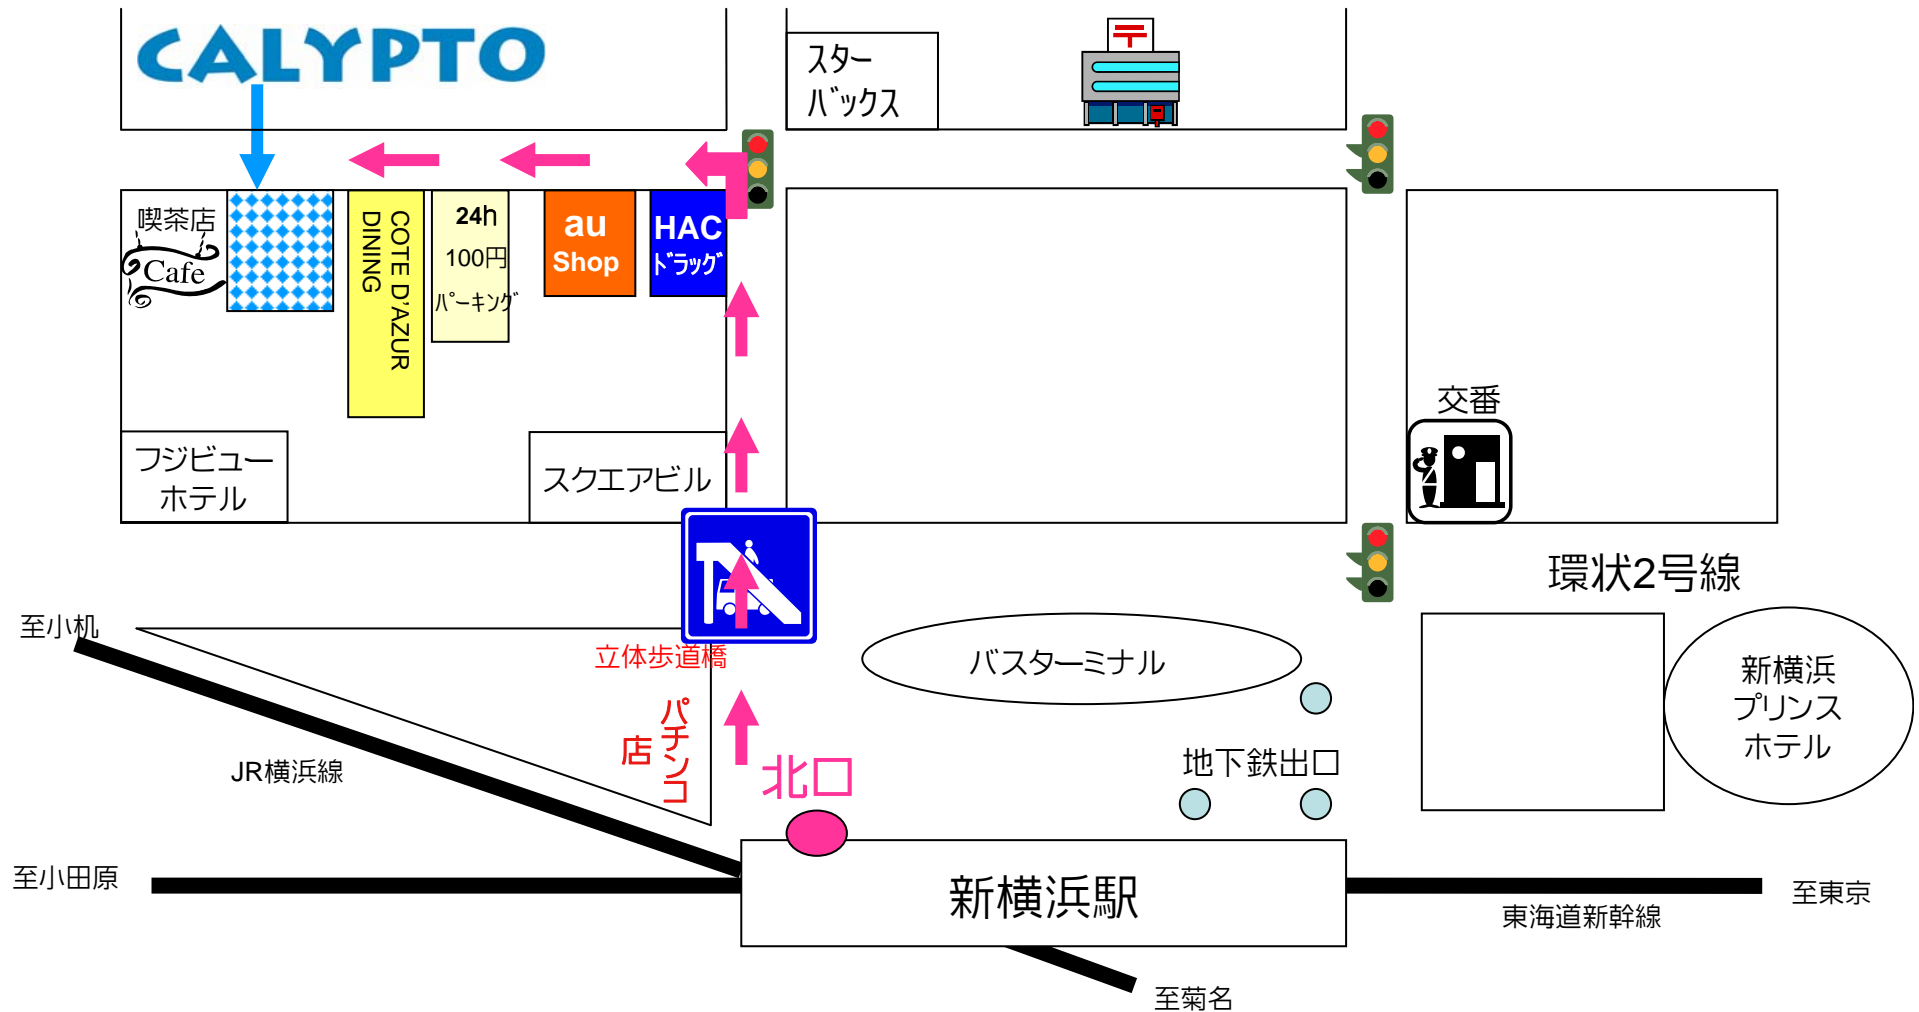 CALYPTO
スター
バックス
〒
喫茶店
Cafe
COTE D'AZUR
DINING
24h
100円
パーキング
au
Shop
HAC
ドラッグ
交番
フジビュー
ホテル
スクエアビル
環状2号線
至小机
立体歩道橋
バスターミナル
新横浜
プリンス
ホテル
パチンコ
店
JR横浜線
北口
地下鉄出口
至小田原
新横浜駅
至東京
東海道新幹線
至菊名